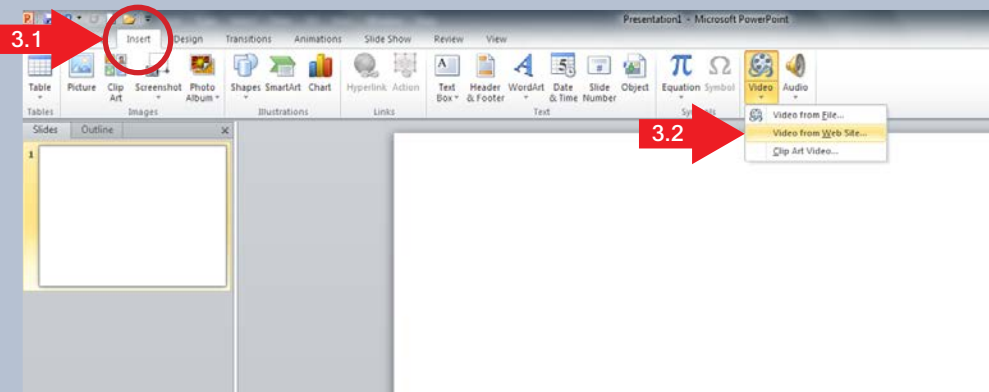 Presentation1 - Microsoft PowerPoint
3.1
Insert Design Transitions Animations Slide Show Review View
Table Picture Clip Art Screenshot Photo Album Shapes SmartArt Chart Hyperlink Action Text Box Header & Footer WordArt Date & Time Slide Number Object Equation Symbol Video Audio
Tables Images Illustrations Links Text
Slides Outline x
Video from File...
3.2
Video from Web Site...
Clip Art Video...
1